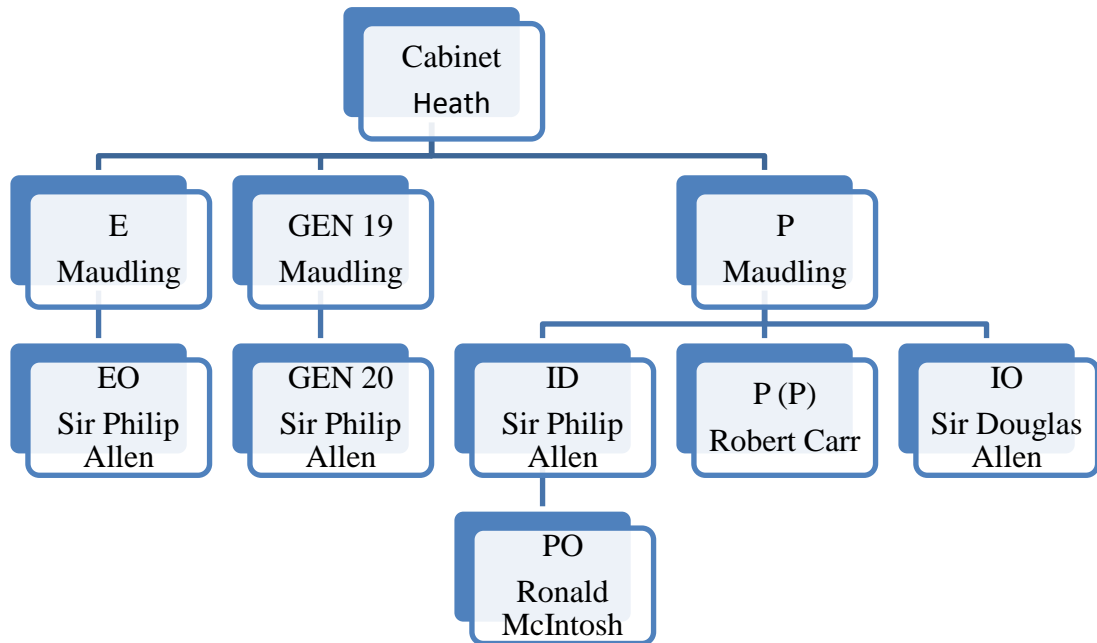 Cabinet
Heath
E
Maudling
GEN 19
Maudling
P
Maudling
EO
Sir Philip
Allen
GEN 20
Sir Philip
Allen
ID
Sir Philip
Allen
P (P)
Robert Carr
IO
Sir Douglas
Allen
PO
Ronald
McIntosh